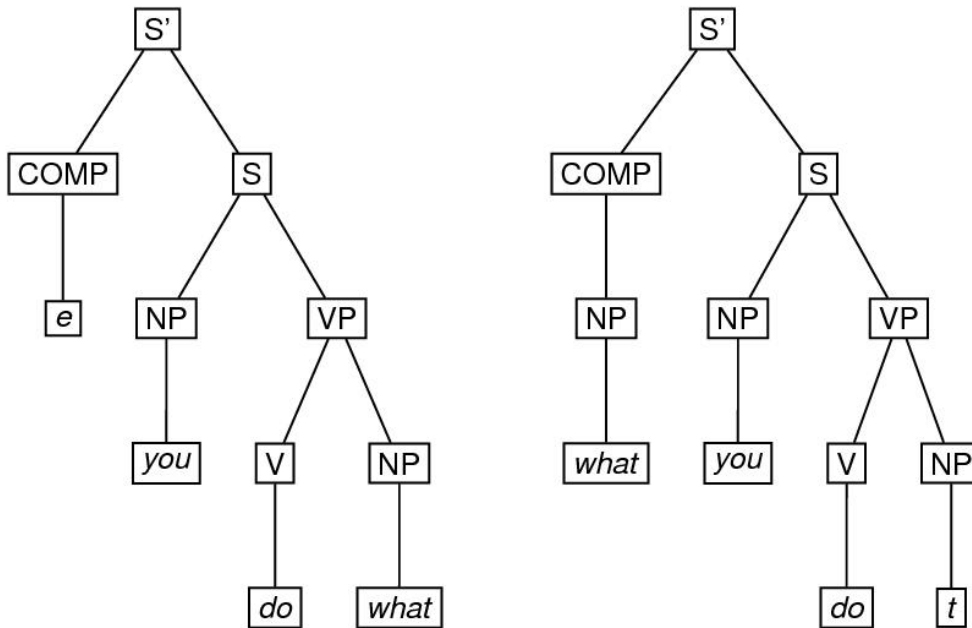 S’ S’
COMP S COMP S
e NP VP NP NP VP
you V NP what you V NP
do what do t